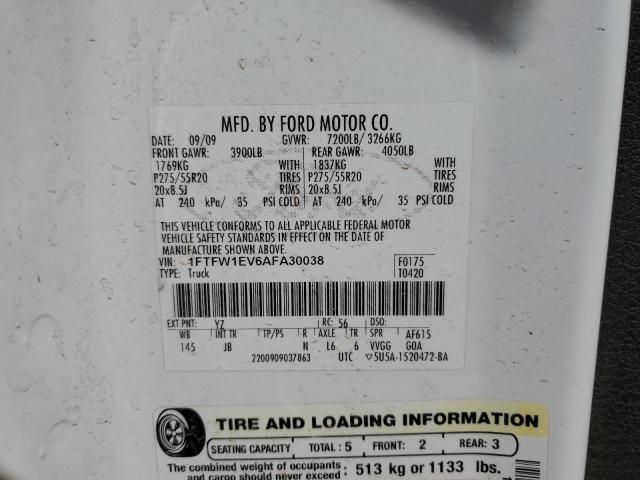 MFD. BY FORD MOTOR CO.
DATE: 09/09 GVWR: 7200LB/ 3266KG
FRONT GAWR: 3900LB REAR GAWR: 4050LB
1769KG WITH 1837KG WITH
P275/55R20 TIRES P275/55R20 TIRES
20x8.5J RIMS 20x8.5J RIMS
AT 240 kPa/ 35 PSI COLD AT 240 kPa/ 35 PSI COLD
THIS VEHICLE CONFORMS TO ALL APPLICABLE FEDERAL MOTOR
VEHICLE SAFETY STANDARDS IN EFFECT ON THE DATE OF
MANUFACTURE SHOWN ABOVE.
VIN: 1FTFW1EV6AFA30038 F0175
TYPE: Truck T0420
EXT PNT: YZ RC: 56 DSO:
WB INT TR TP/PS R AXLE TR SPR AF615
145 JB N L6 6 VVGG G0A
2200909037863 UTC ▽5U5A-1520472-BA
TIRE AND LOADING INFORMATION
SEATING CAPACITY TOTAL: 5 FRONT: 2 REAR: 3
The combined weight of occupants
and cargo should never exceed: 513 kg or 1133 lbs.